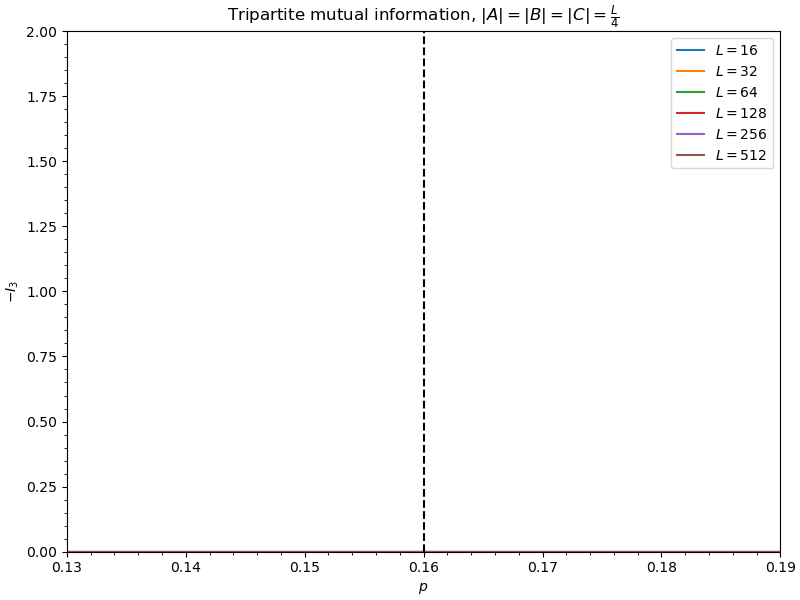 Tripartite mutual information, |A| = |B| = |C| = L/4
2.00
1.75
1.50
1.25
1.00
0.75
0.50
0.25
0.00
−I₃
L = 16
L = 32
L = 64
L = 128
L = 256
L = 512
0.13 0.14 0.15 0.16 0.17 0.18 0.19
p